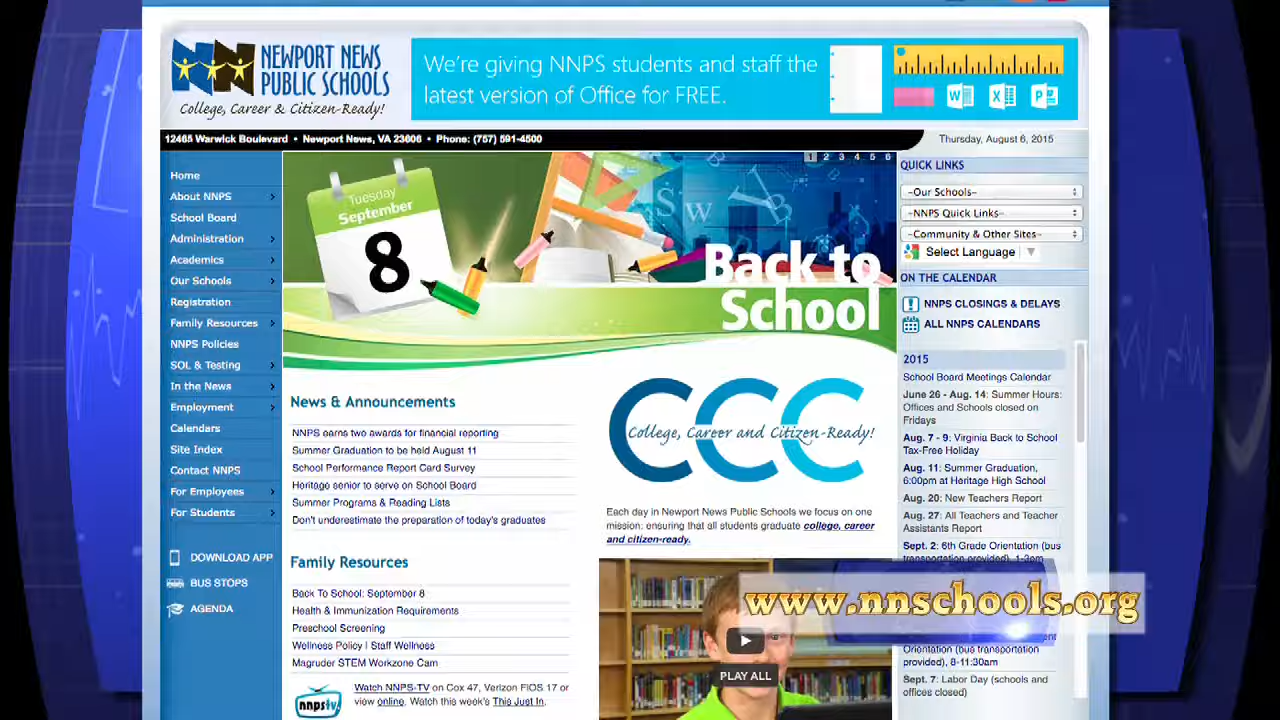 NEWPORT NEWS
PUBLIC SCHOOLS
College, Career & Citizen-Ready!
We're giving NNPS students and staff the
latest version of Office for FREE.
12465 Warwick Boulevard • Newport News, VA 23606 • Phone: (757) 591-4500
Thursday, August 6, 2015
Home
About NNPS
School Board
Administration
Academics
Our Schools
Registration
Family Resources
NNPS Policies
SOL & Testing
In the News
Employment
Calendars
Site Index
Contact NNPS
For Employees
For Students
DOWNLOAD APP
BUS STOPS
AGENDA
1 2 3 4 5 6
Tuesday
September
8
Back to
School
News & Announcements
NNPS earns two awards for financial reporting
Summer Graduation to be held August 11
School Performance Report Card Survey
Heritage senior to serve on School Board
Summer Programs & Reading Lists
Don't underestimate the preparation of today's graduates
Family Resources
Back To School: September 8
Health & Immunization Requirements
Preschool Screening
Wellness Policy | Staff Wellness
Magruder STEM Workzone Cam
nnpstv
Watch NNPS-TV on Cox 47, Verizon FIOS 17 or
view online. Watch this week's This Just In.
CCC
College, Career and Citizen-Ready!
Each day in Newport News Public Schools we focus on one
mission: ensuring that all students graduate college, career
and citizen-ready.
PLAY ALL
QUICK LINKS
-Our Schools-
-NNPS Quick Links-
-Community & Other Sites-
Select Language
ON THE CALENDAR
NNPS CLOSINGS & DELAYS
ALL NNPS CALENDARS
2015
School Board Meetings Calendar
June 26 - Aug. 14: Summer Hours:
Offices and Schools closed on
Fridays
Aug. 7 - 9: Virginia Back to School
Tax-Free Holiday
Aug. 11: Summer Graduation,
6:00pm at Heritage High School
Aug. 20: New Teachers Report
Aug. 27: All Teachers and Teacher
Assistants Report
Sept. 2: 6th Grade Orientation (bus
transportation provided), 1-3pm
www.nnschools.org
Orientation (bus transportation
provided), 8-11:30am
Sept. 7: Labor Day (schools and
offices closed)